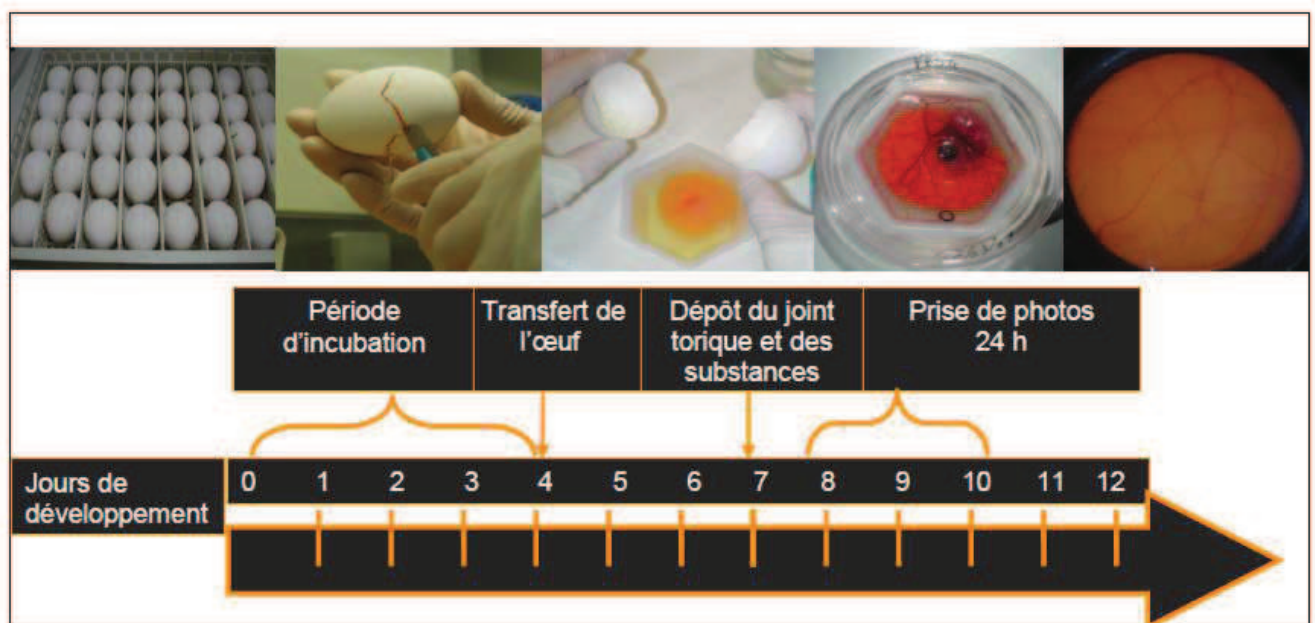 Période
d'incubation
Transfert de
l'œuf
Dépôt du joint
torique et des
substances
Prise de photos
24 h
Jours de
développement
0 1 2 3 4 5 6 7 8 9 10 11 12